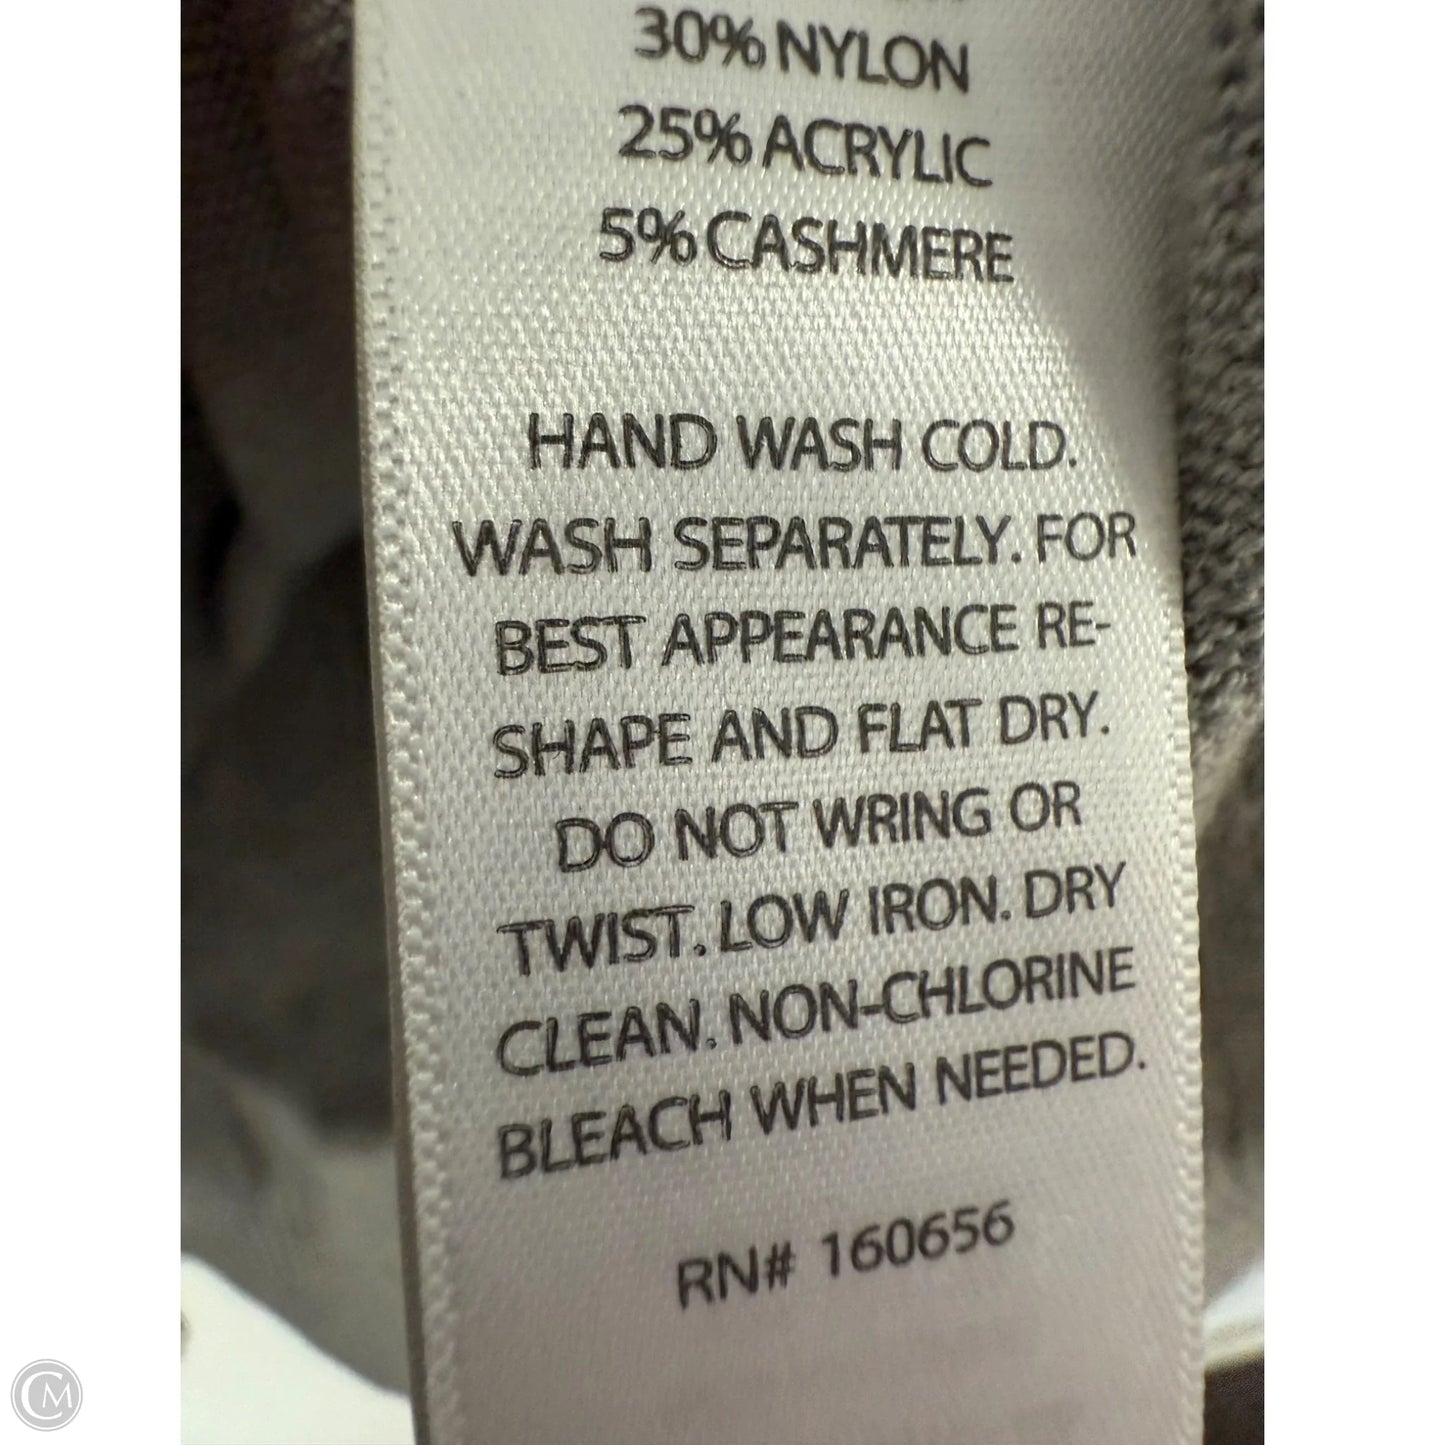 30% NYLON
25% ACRYLIC
5% CASHMERE
HAND WASH COLD.
WASH SEPARATELY. FOR
BEST APPEARANCE RE-
SHAPE AND FLAT DRY.
DO NOT WRING OR
TWIST. LOW IRON. DRY
CLEAN. NON-CHLORINE
BLEACH WHEN NEEDED.
RN# 160656
CM